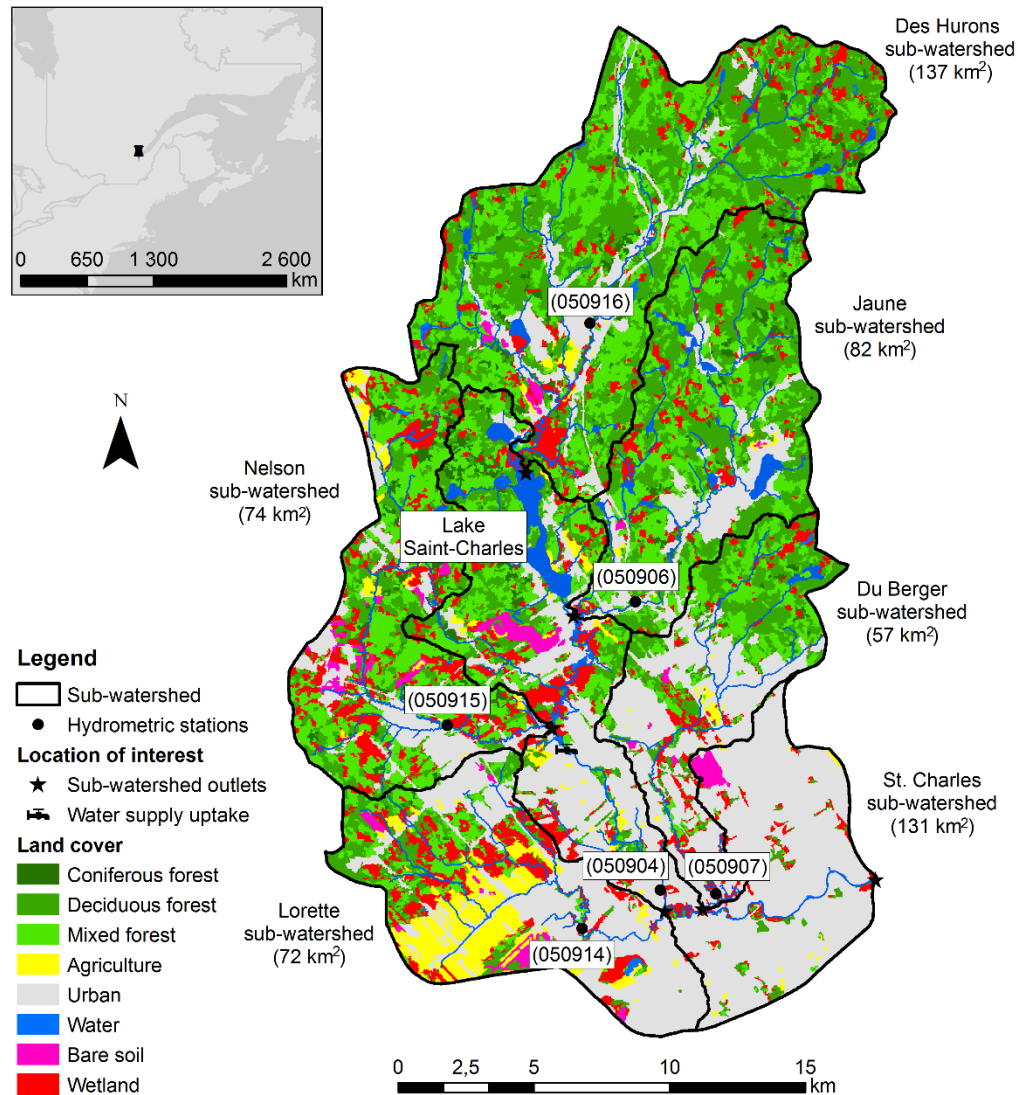 Des Hurons
sub-watershed
(137 km²)
0 650 1 300 2 600
km
(050916)
Jaune
sub-watershed
(82 km²)
N
Nelson
sub-watershed
(74 km²)
Lake
Saint-Charles
(050906)
Du Berger
sub-watershed
(57 km²)
Legend
Sub-watershed
Hydrometric stations
Location of interest
Sub-watershed outlets
Water supply uptake
Land cover
Coniferous forest
Deciduous forest
Mixed forest
Agriculture
Urban
Water
Bare soil
Wetland
(050915)
St. Charles
sub-watershed
(131 km²)
(050904)
(050907)
Lorette
sub-watershed
(72 km²)
(050914)
0 2,5 5 10 15
km